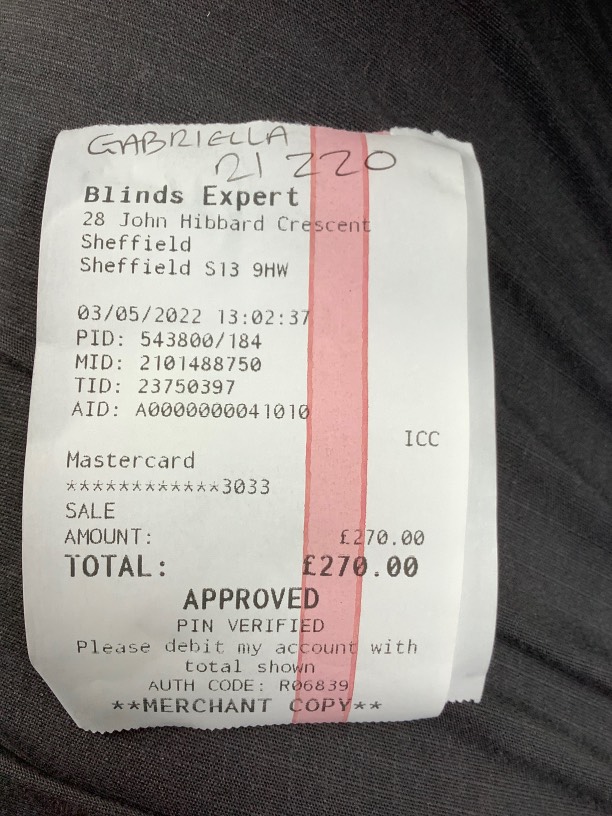 GABRIELLA
21 220
Blinds Expert
28 John Hibbard Crescent
Sheffield
Sheffield S13 9HW
03/05/2022 13:02:37
PID: 543800/184
MID: 2101488750
TID: 23750397
AID: A0000000041010
ICC
Mastercard
************3033
SALE
AMOUNT: £270.00
TOTAL: £270.00
APPROVED
PIN VERIFIED
Please debit my account with
total shown
AUTH CODE: R06839
**MERCHANT COPY**